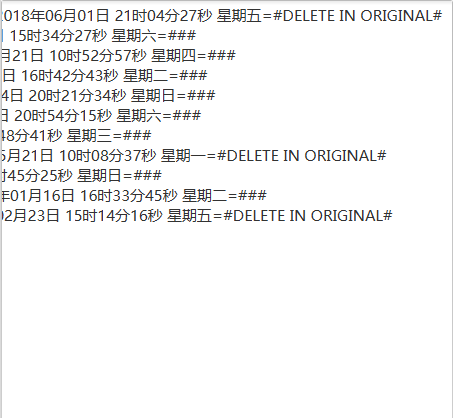 2018年06月01日 21时04分27秒 星期五=#DELETE IN ORIGINAL#
15时34分27秒 星期六=###
月21日 10时52分57秒 星期四=###
日 16时42分43秒 星期二=###
4日 20时21分34秒 星期日=###
日 20时54分15秒 星期六=###
48分41秒 星期三=###
5月21日 10时08分37秒 星期一=#DELETE IN ORIGINAL#
时45分25秒 星期日=###
年01月16日 16时33分45秒 星期二=###
02月23日 15时14分16秒 星期五=#DELETE IN ORIGINAL#